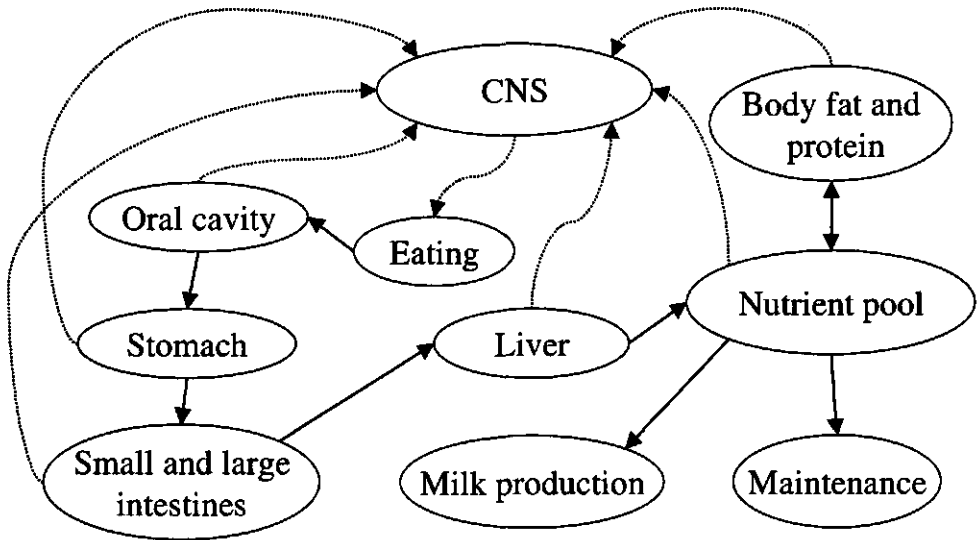 CNS
Body fat and
protein
Oral cavity
Eating
Nutrient pool
Stomach
Liver
Small and large
intestines
Milk production
Maintenance